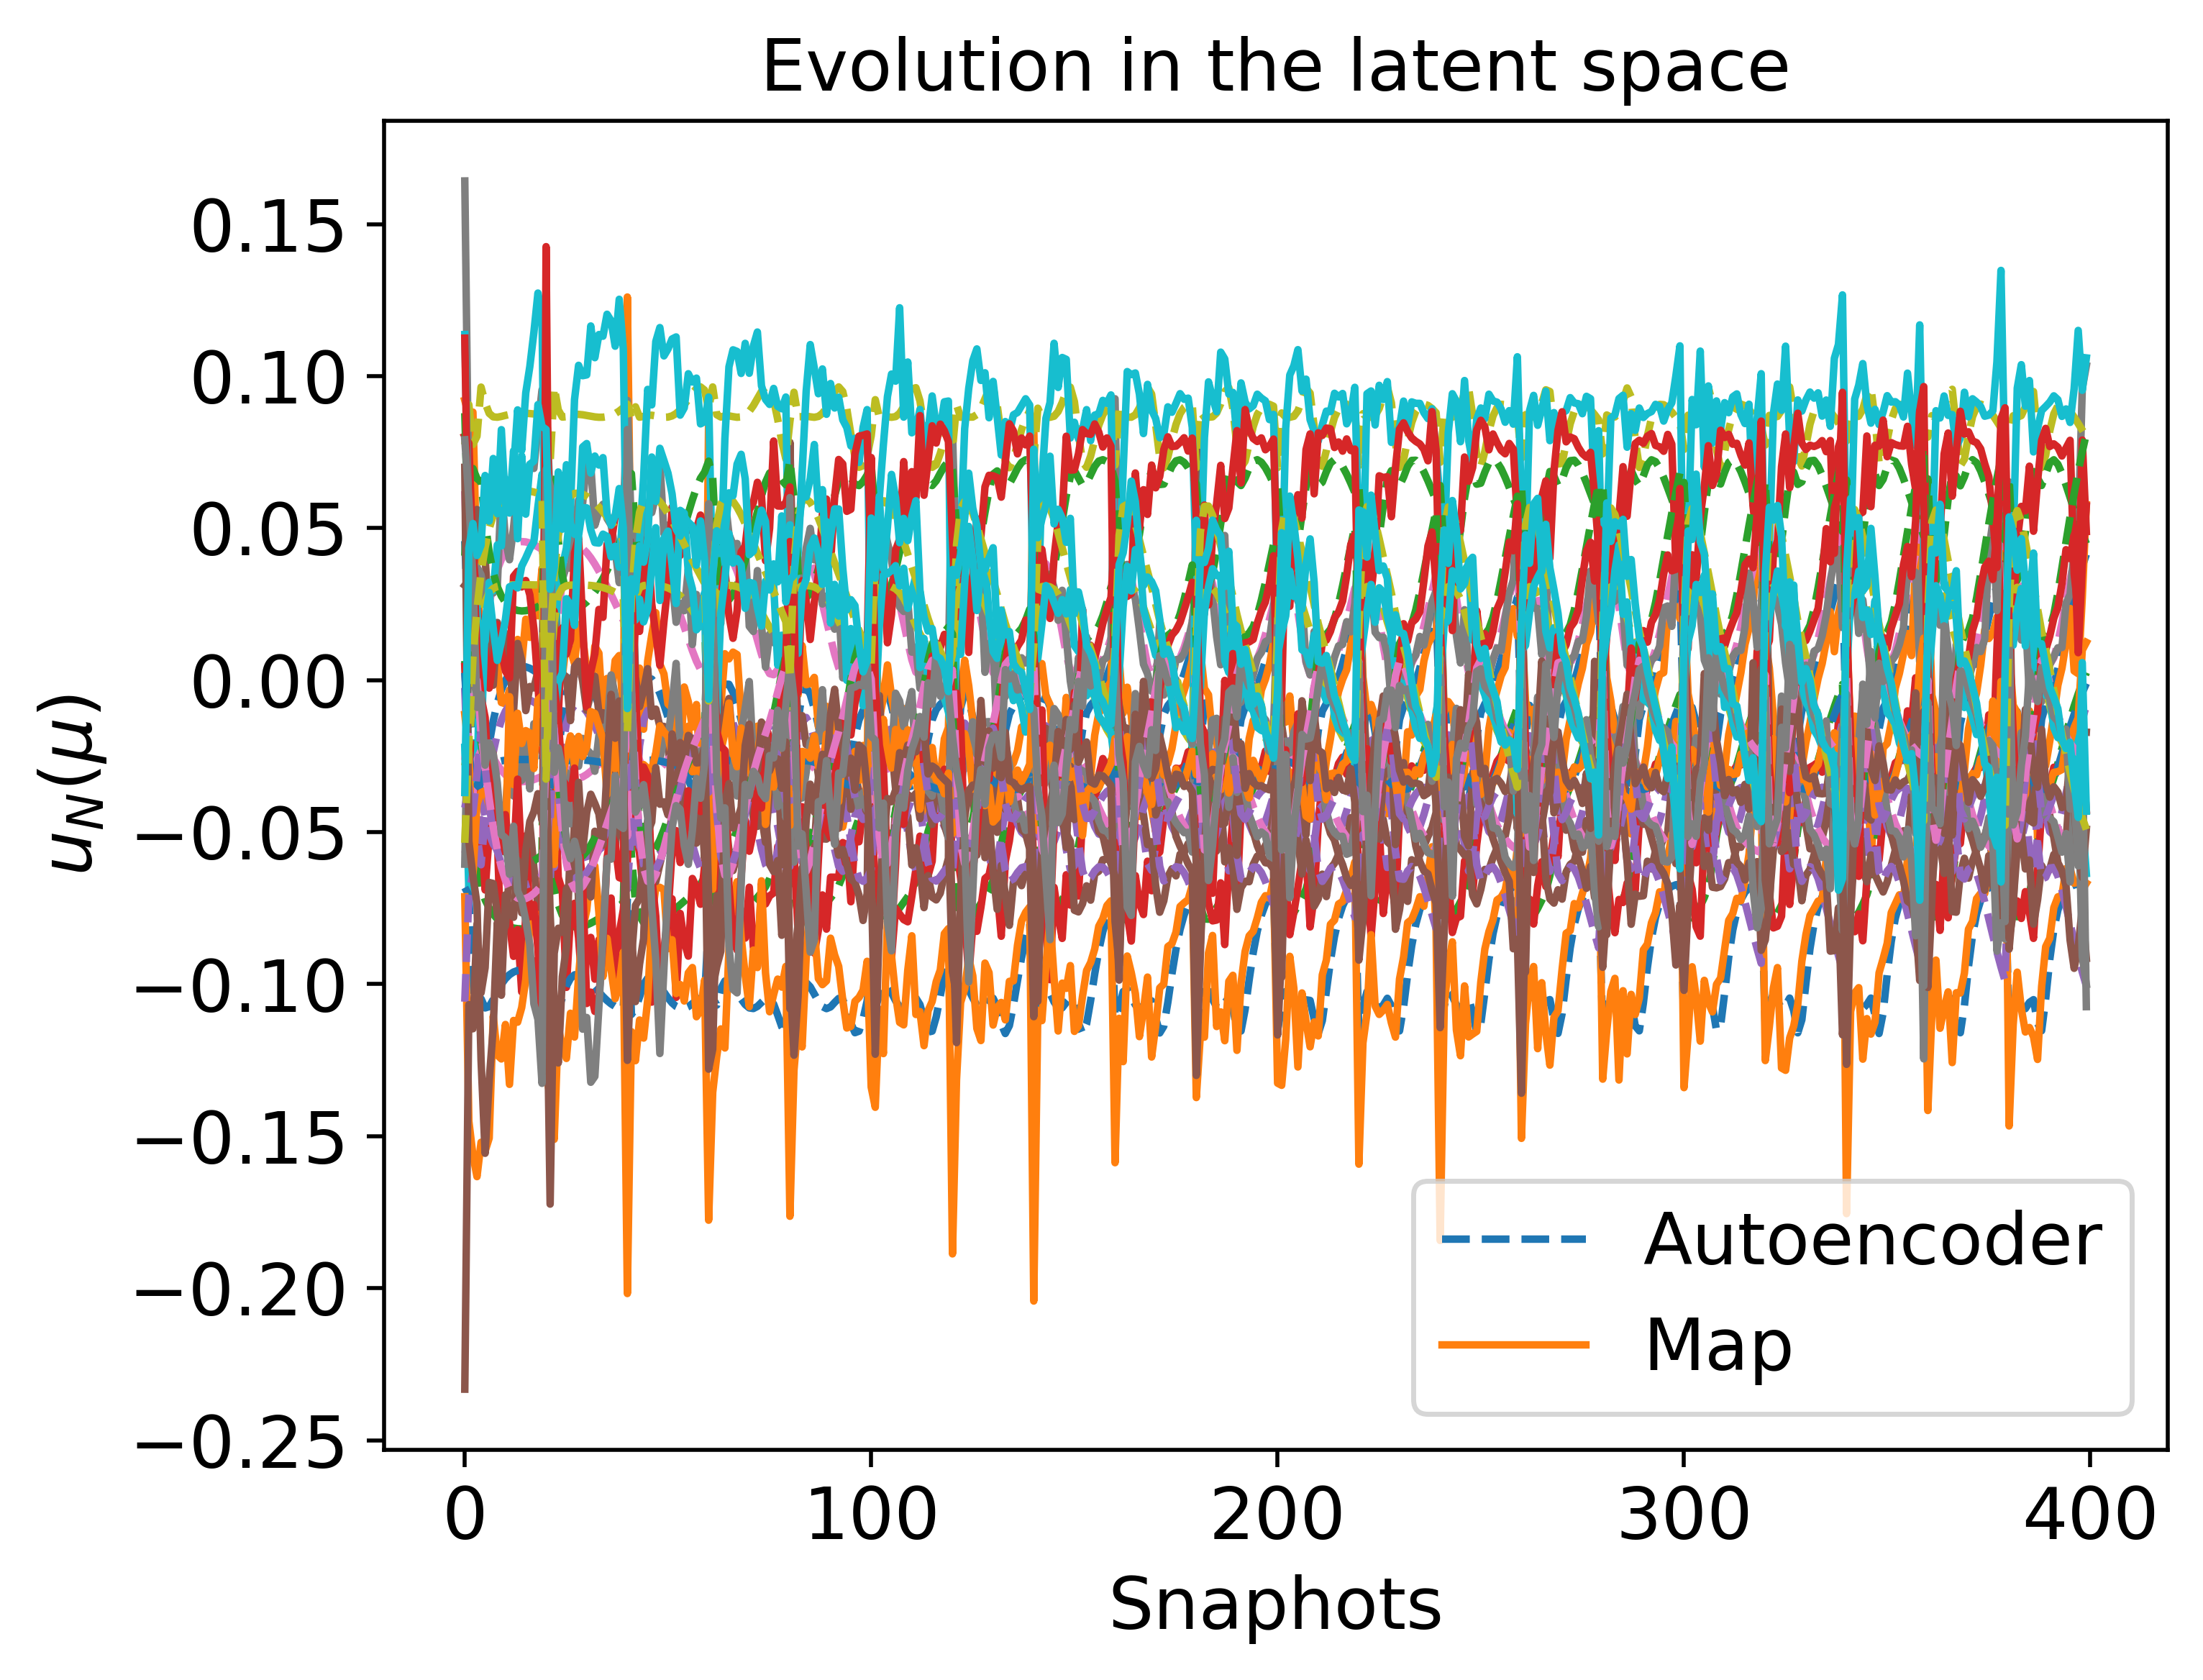 Evolution in the latent space
0.15
0.10
0.05
0.00
−0.05
−0.10
−0.15
−0.20
−0.25
u_N(μ)
Autoencoder
Map
0 100 200 300 400
Snaphots